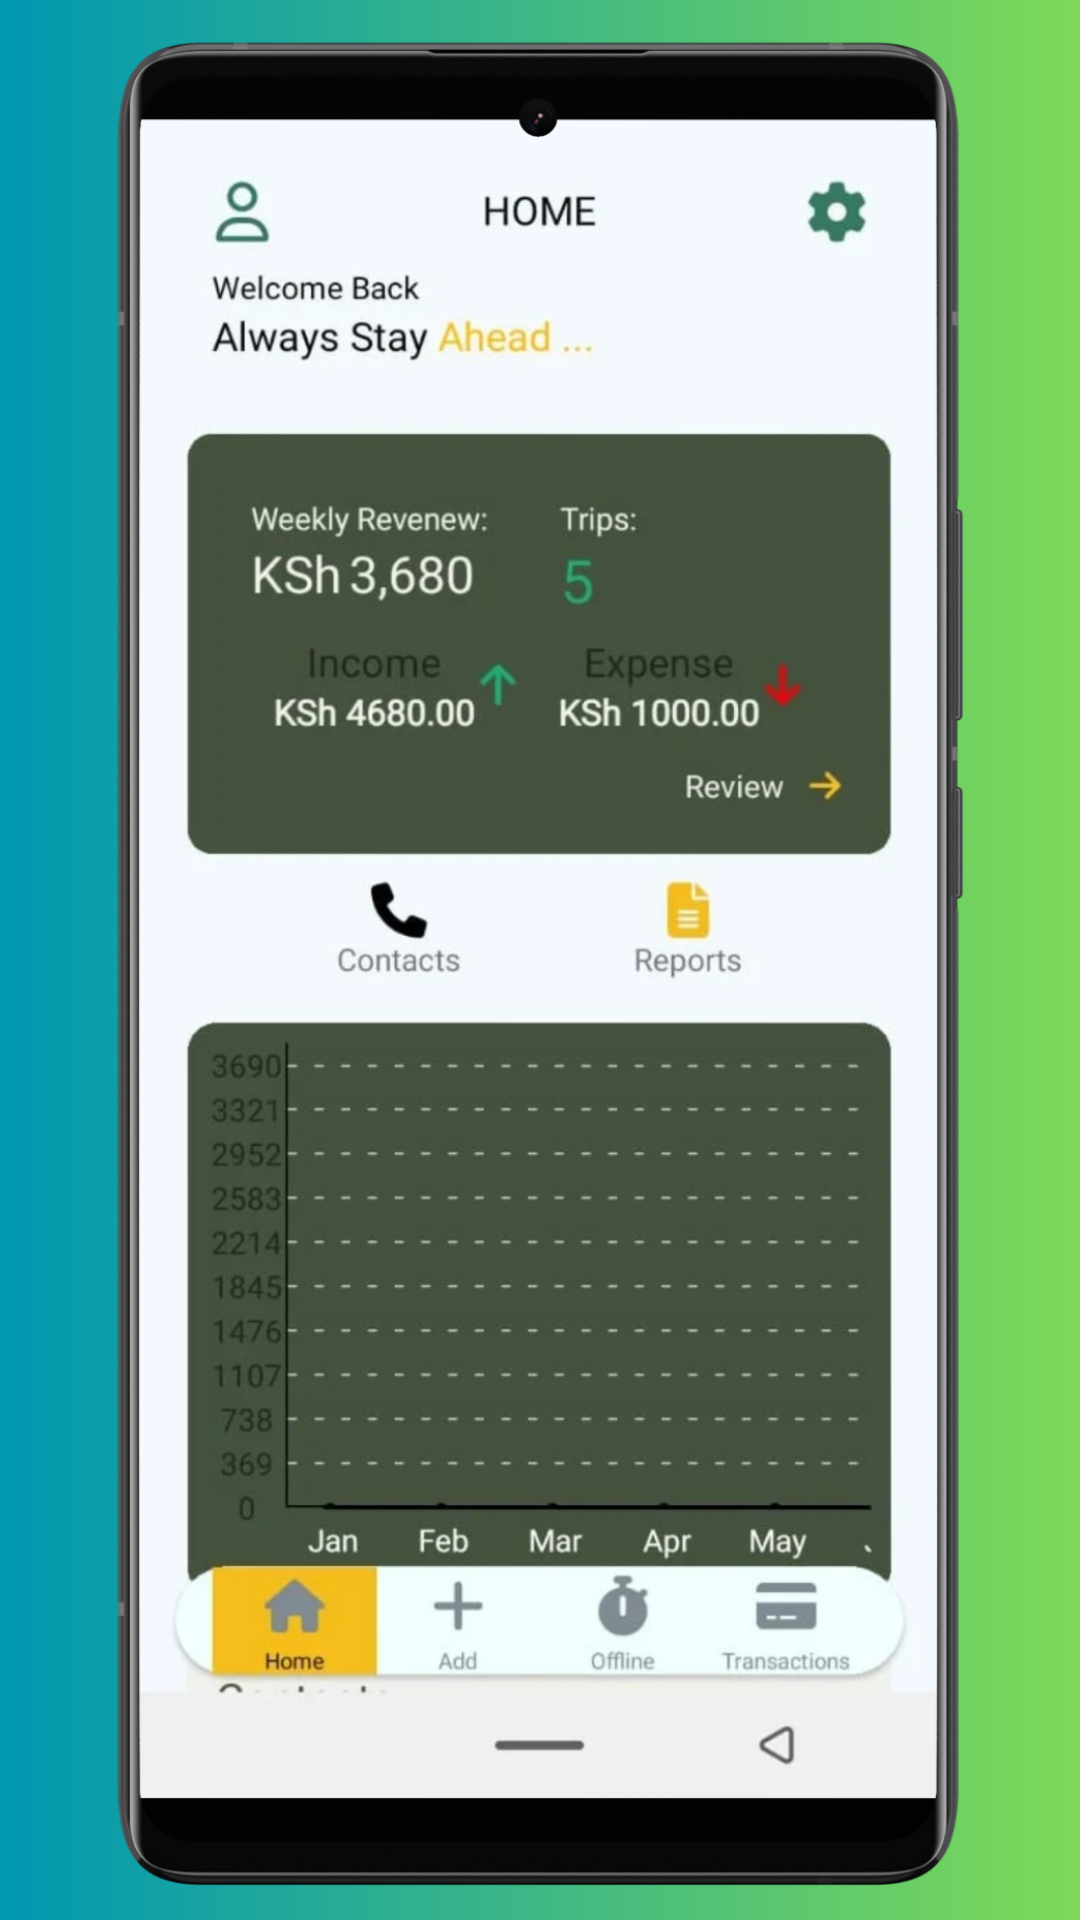 HOME
Welcome Back
Always Stay Ahead ...
Weekly Revenew: Trips:
KSh 3,680 5
Income Expense
KSh 4680.00 KSh 1000.00
Review
Contacts Reports
3690
3321
2952
2583
2214
1845
1476
1107
738
369
0
Jan Feb Mar Apr May
Home Add Offline Transactions